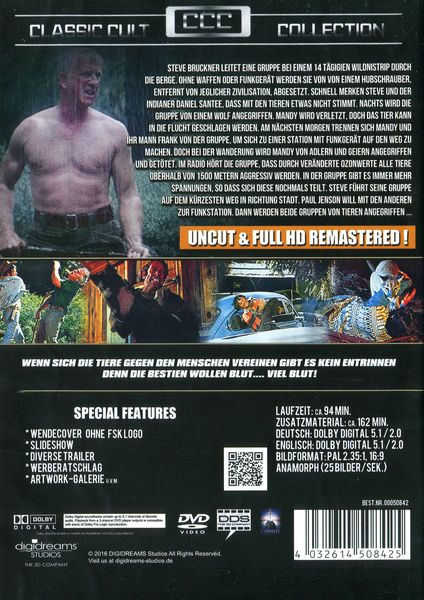 CLASSIC CULT CCC COLLECTION
STEVE BRUCKNER LEITET EINE GRUPPE BEI EINEM 14 TÄGIGEN WILDNISTRIP DURCH
DIE BERGE. OHNE WAFFEN ODER FUNKGERÄT WERDEN SIE VON VON EINEM HUBSCHRAUBER,
ENTFERNT VON JEGLICHER ZIVILISATION, ABGESETZT. SCHNELL MERKEN STEVE UND DER
INDIANER DANIEL SANTEE, DASS MIT DEN TIEREN ETWAS NICHT STIMMT. NACHTS WIRD DIE
GRUPPE VON EINEM WOLF ANGEGRIFFEN. MANDY WIRD VERLETZT, DOCH DAS TIER KANN
IN DIE FLUCHT GESCHLAGEN WERDEN. AM NÄCHSTEN MORGEN TRENNEN SICH MANDY UND
IHR MANN FRANK VON DER GRUPPE, UM SICH ZU EINER STATION MIT FUNKGERÄT AUF DEN WEG ZU
MACHEN. DOCH BEI DER WANDERUNG WIRD MANDY VON ADLERN UND GEIERN ANGEGRIFFEN
UND GETÖTET. IM RADIO HÖRT DIE GRUPPE, DASS DURCH VERÄNDERTE OZONWERTE ALLE TIERE
OBERHALB VON 1500 METERN AGGRESSIV WERDEN. IN DER GRUPPE GIBT ES IMMER MEHR
SPANNUNGEN, SO DASS SICH DIESE NOCHMALS TEILT. STEVE FÜHRT SEINE GRUPPE
AUF DEM KÜRZESTEN WEG IN RICHTUNG STADT. PAUL JENSON WILL MIT DEN ANDEREN
ZUR FUNKSTATION. DANN WERDEN BEIDE GRUPPEN VON TIEREN ANGEGRIFFEN ...
UNCUT & FULL HD REMASTERED !
WENN SICH DIE TIERE GEGEN DEN MENSCHEN VEREINEN GIBT ES KEIN ENTRINNEN
DENN DIE BESTIEN WOLLEN BLUT.... VIEL BLUT!
SPECIAL FEATURES
* WENDECOVER OHNE FSK LOGO
* SLIDESHOW
* DIVERSE TRAILER
* WERBERATSCHLAG
* ARTWORK-GALERIE U.V.M.
LAUFZEIT: CA. 94 MIN.
ZUSATZMATERIAL: CA. 162 MIN.
DEUTSCH: DOLBY DIGITAL 5.1 / 2.0
ENGLISCH: DOLBY DIGITAL 5.1 / 2.0
BILDFORMAT: PAL 2.35:1. 16:9
ANAMORPH (25 BILDER/SEK.)
BEST.NR. 00050842
DOLBY
DIGITAL
DVD
VIDEO
DDS
digidreams
STUDIOS
THE 3D COMPANY
© 2016 DIGIDREAMS Studios All Rights Reserved.
Visit us at digidreams-studios.de
4 032614 508425